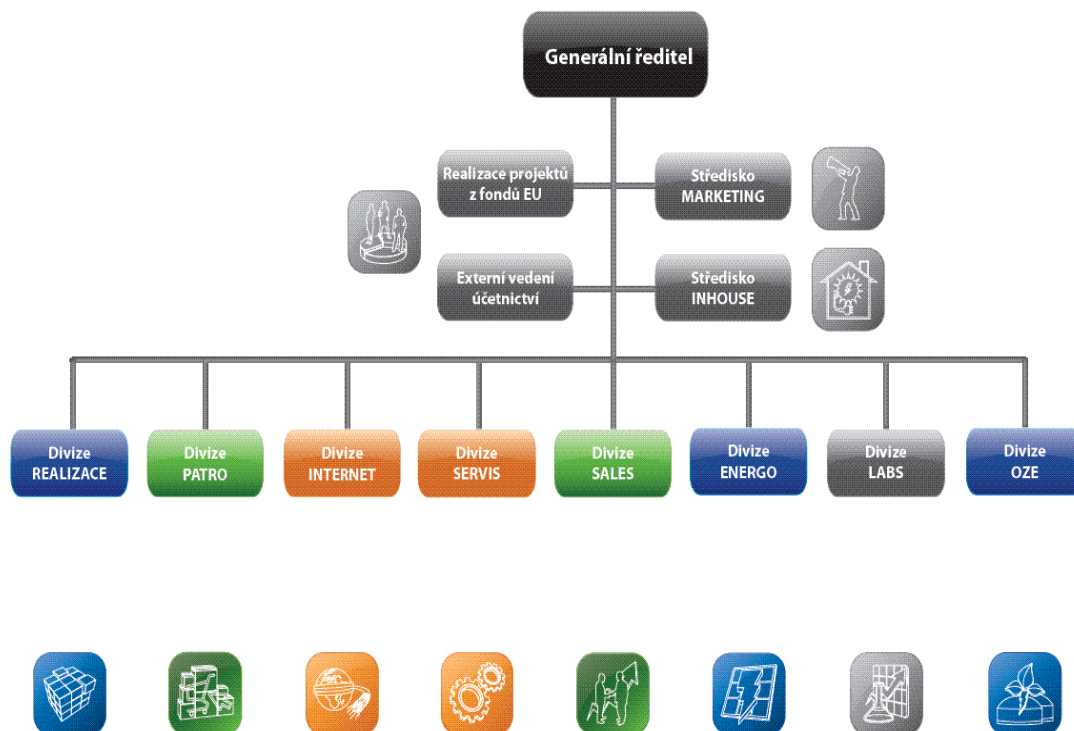 Generální ředitel
Realizace projektů
z fondů EU
Středisko
MARKETING
Externí vedení
účetnictví
Středisko
INHOUSE
Divize
REALIZACE
Divize
PATRO
Divize
INTERNET
Divize
SERVIS
Divize
SALES
Divize
ENERGO
Divize
LABS
Divize
OZE